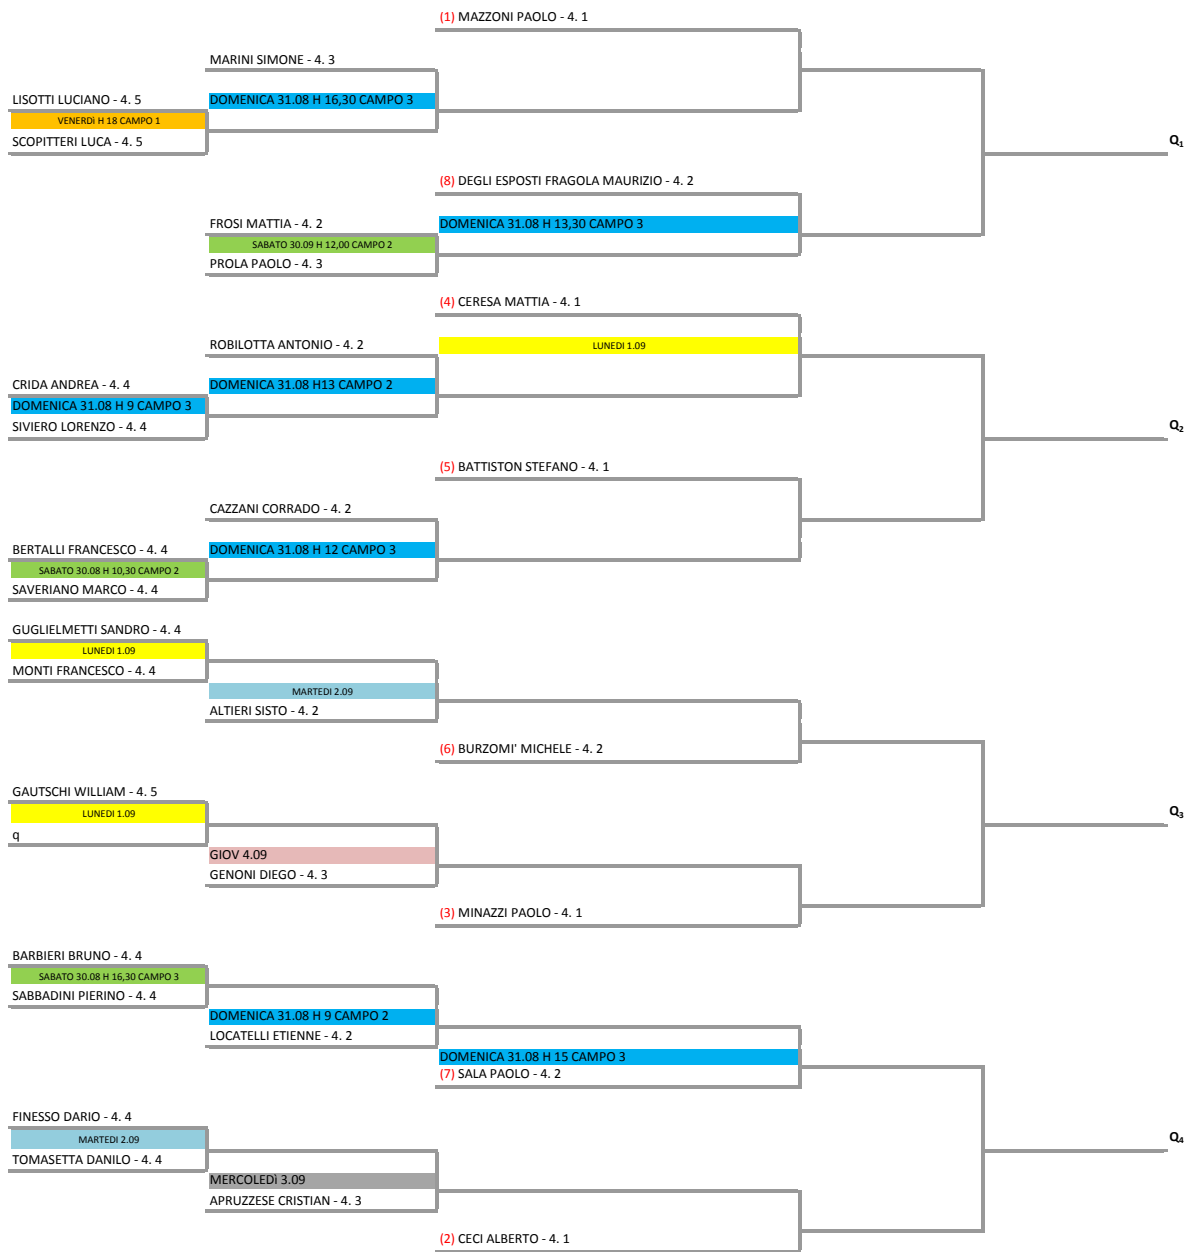 (1) MAZZONI PAOLO - 4. 1
MARINI SIMONE - 4. 3
LISOTTI LUCIANO - 4. 5
DOMENICA 31.08 H 16,30 CAMPO 3
VENERDì H 18 CAMPO 1
SCOPITTERI LUCA - 4. 5
Q1
(8) DEGLI ESPOSTI FRAGOLA MAURIZIO - 4. 2
FROSI MATTIA - 4. 2
DOMENICA 31.08 H 13,30 CAMPO 3
SABATO 30.09 H 12,00 CAMPO 2
PROLA PAOLO - 4. 3
(4) CERESA MATTIA - 4. 1
ROBILOTTA ANTONIO - 4. 2
LUNEDI 1.09
CRIDA ANDREA - 4. 4
DOMENICA 31.08 H13 CAMPO 2
DOMENICA 31.08 H 9 CAMPO 3
SIVIERO LORENZO - 4. 4
Q2
(5) BATTISTON STEFANO - 4. 1
CAZZANI CORRADO - 4. 2
BERTALLI FRANCESCO - 4. 4
DOMENICA 31.08 H 12 CAMPO 3
SABATO 30.08 H 10,30 CAMPO 2
SAVERIANO MARCO - 4. 4
GUGLIELMETTI SANDRO - 4. 4
LUNEDI 1.09
MONTI FRANCESCO - 4. 4
MARTEDI 2.09
ALTIERI SISTO - 4. 2
(6) BURZOMI' MICHELE - 4. 2
GAUTSCHI WILLIAM - 4. 5
LUNEDI 1.09
Q3
q
GIOV 4.09
GENONI DIEGO - 4. 3
(3) MINAZZI PAOLO - 4. 1
BARBIERI BRUNO - 4. 4
SABATO 30.08 H 16,30 CAMPO 3
SABBADINI PIERINO - 4. 4
DOMENICA 31.08 H 9 CAMPO 2
LOCATELLI ETIENNE - 4. 2
DOMENICA 31.08 H 15 CAMPO 3
(7) SALA PAOLO - 4. 2
FINESSO DARIO - 4. 4
MARTEDI 2.09
Q4
TOMASETTA DANILO - 4. 4
MERCOLEDì 3.09
APRUZZESE CRISTIAN - 4. 3
(2) CECI ALBERTO - 4. 1